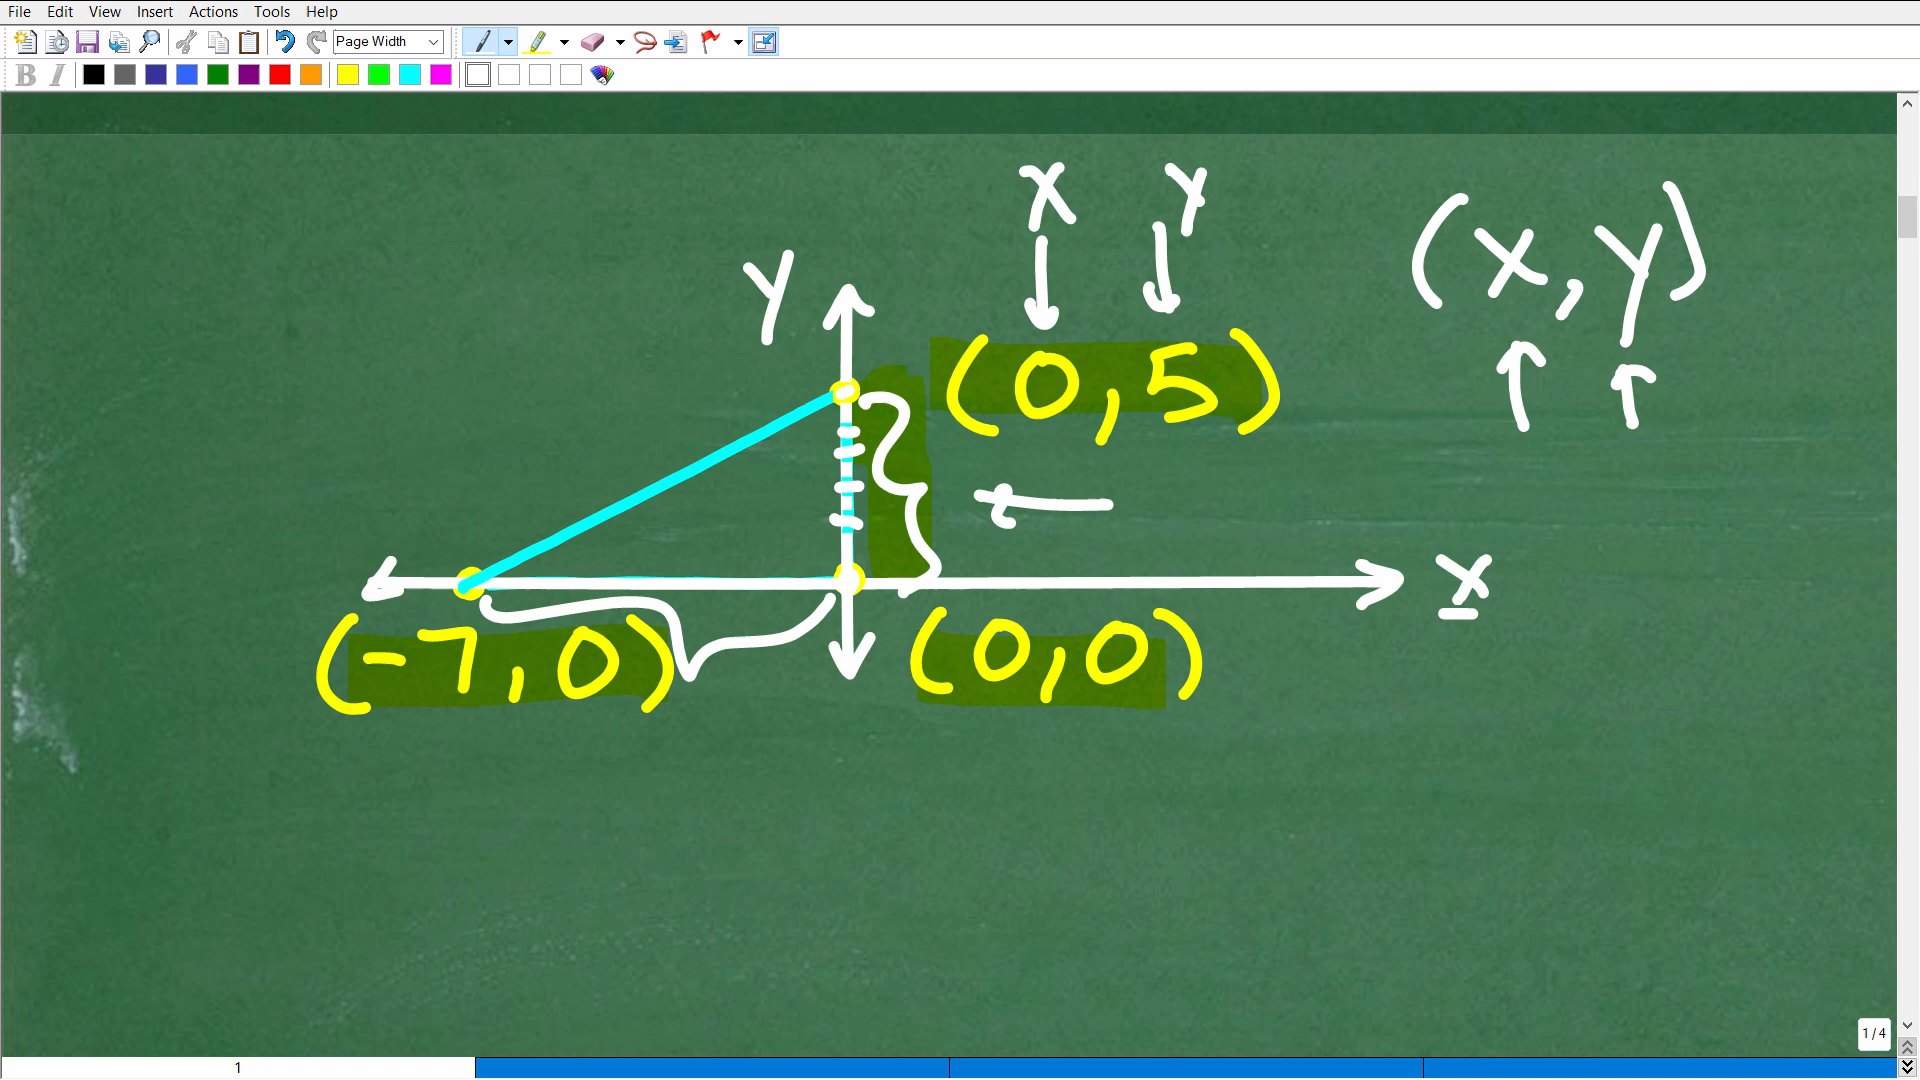 File Edit View Insert Actions Tools Help
Page Width
B I
x y
(x, y)
y
(0, 5)
x
(-7, 0)
(0, 0)
1 / 4
1